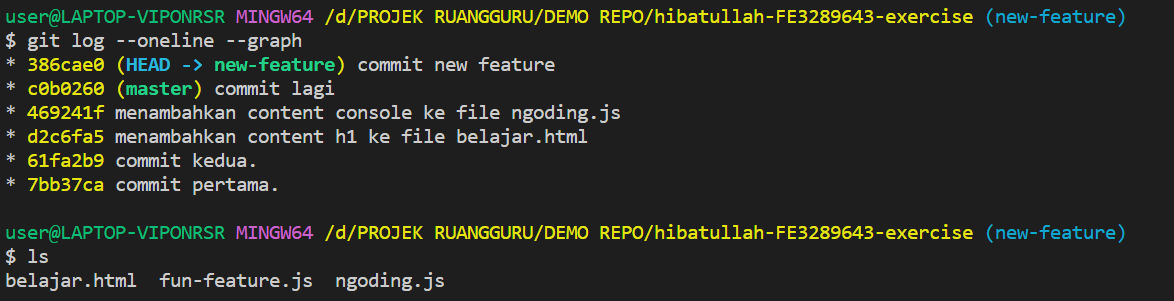 user@LAPTOP-VIPONRSR MINGW64 /d/PROJEK RUANGGURU/DEMO REPO/hibatullah-FE3289643-exercise (new-feature)
$ git log --oneline --graph
* 386cae0 (HEAD -> new-feature) commit new feature
* c0b0260 (master) commit lagi
* 469241f menambahkan content console ke file ngoding.js
* d2c6fa5 menambahkan content h1 ke file belajar.html
* 61fa2b9 commit kedua.
* 7bb37ca commit pertama.
user@LAPTOP-VIPONRSR MINGW64 /d/PROJEK RUANGGURU/DEMO REPO/hibatullah-FE3289643-exercise (new-feature)
$ ls
belajar.html  fun-feature.js  ngoding.js